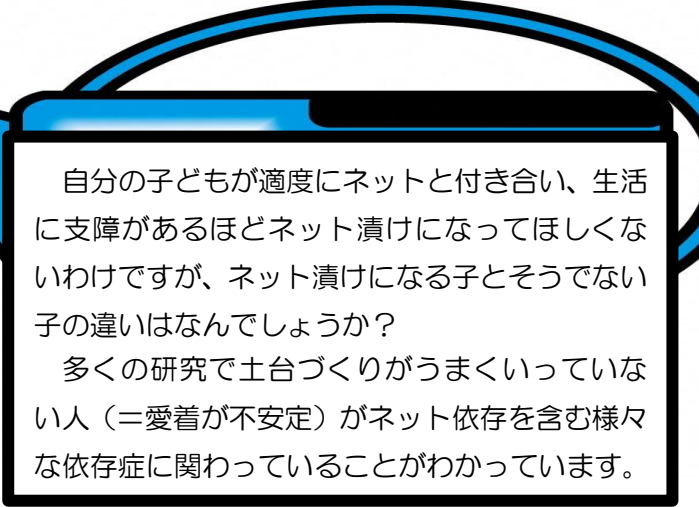 自分の子どもが適度にネットと付き合い、生活
に支障があるほどネット漬けになってほしくな
いわけですが、ネット漬けになる子とそうでない
子の違いはなんでしょうか？
　多くの研究で土台づくりがうまくいっていな
い人（＝愛着が不安定）がネット依存を含む様々
な依存症に関わっていることがわかっています。